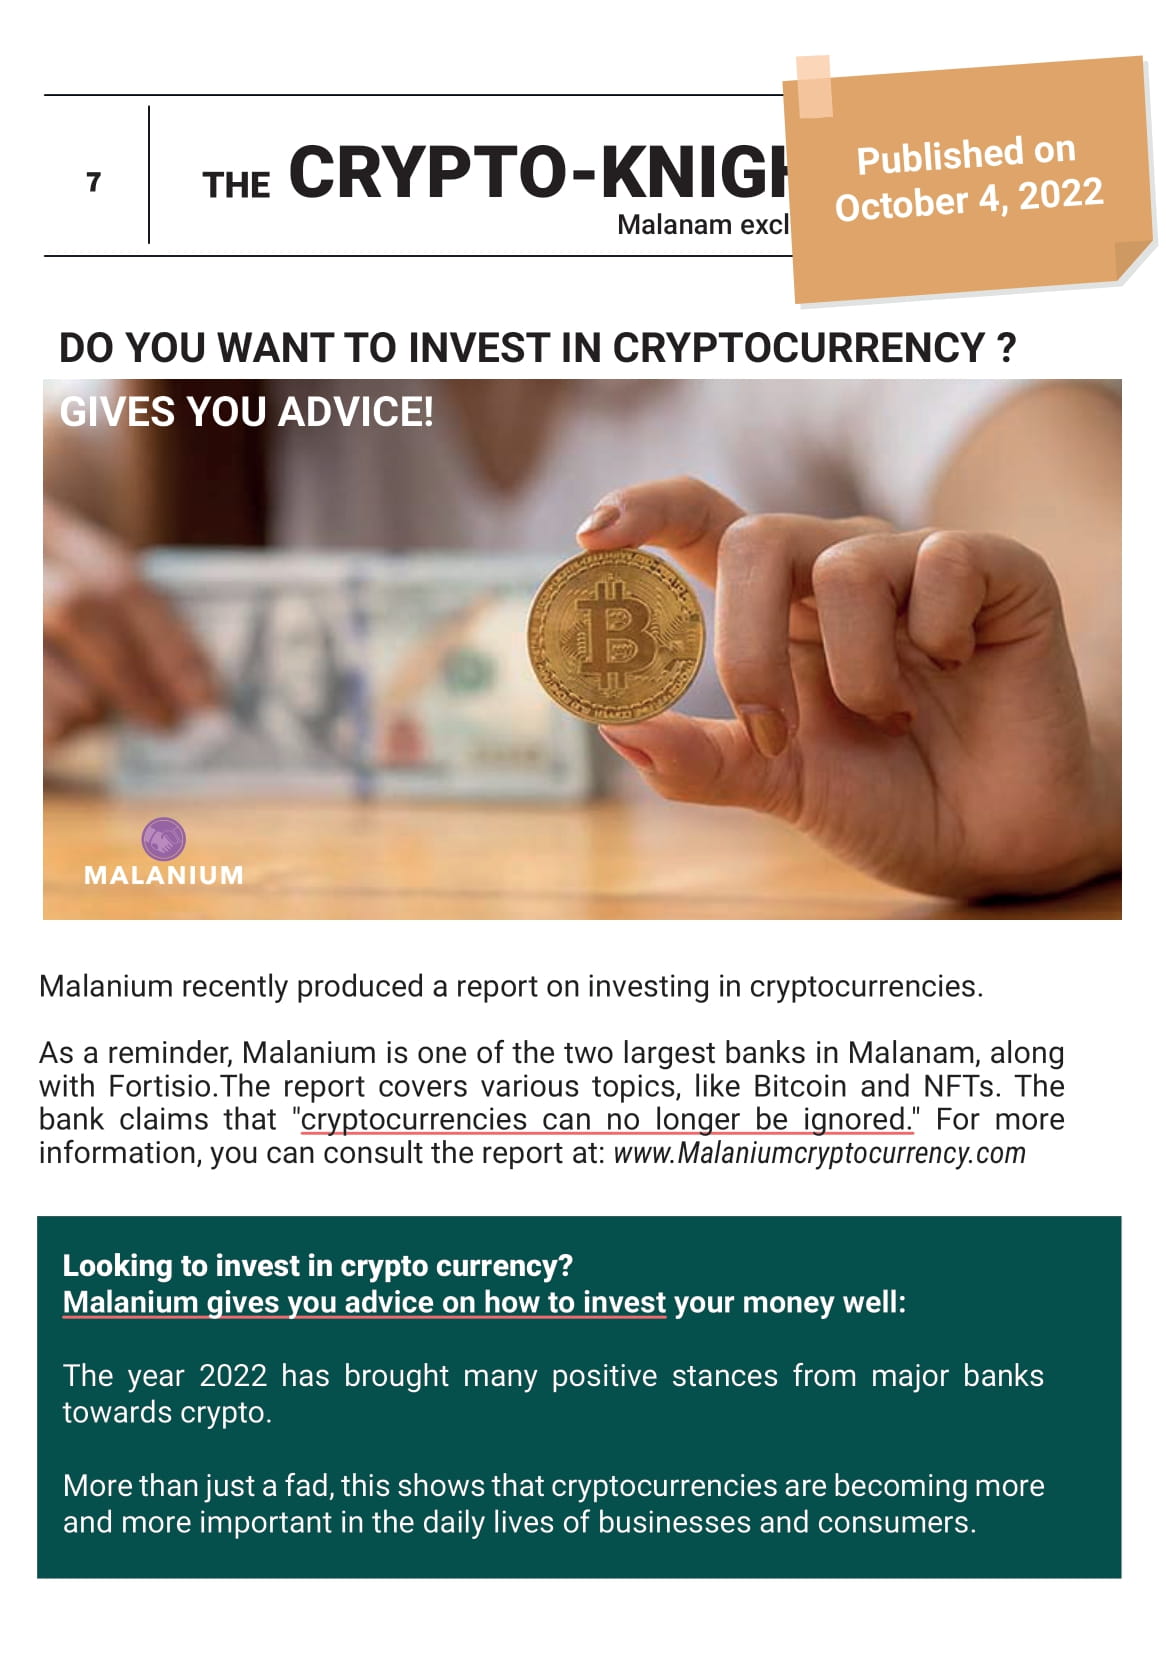 7
THE CRYPTO-KNIGH
Malanam excl
Published on
October 4, 2022
DO YOU WANT TO INVEST IN CRYPTOCURRENCY ?
GIVES YOU ADVICE!
MALANIUM
Malanium recently produced a report on investing in cryptocurrencies.
As a reminder, Malanium is one of the two largest banks in Malanam, along
with Fortisio.The report covers various topics, like Bitcoin and NFTs. The
bank claims that "cryptocurrencies can no longer be ignored." For more
information, you can consult the report at: www.Malaniumcryptocurrency.com
Looking to invest in crypto currency?
Malanium gives you advice on how to invest your money well:
The year 2022 has brought many positive stances from major banks
towards crypto.
More than just a fad, this shows that cryptocurrencies are becoming more
and more important in the daily lives of businesses and consumers.